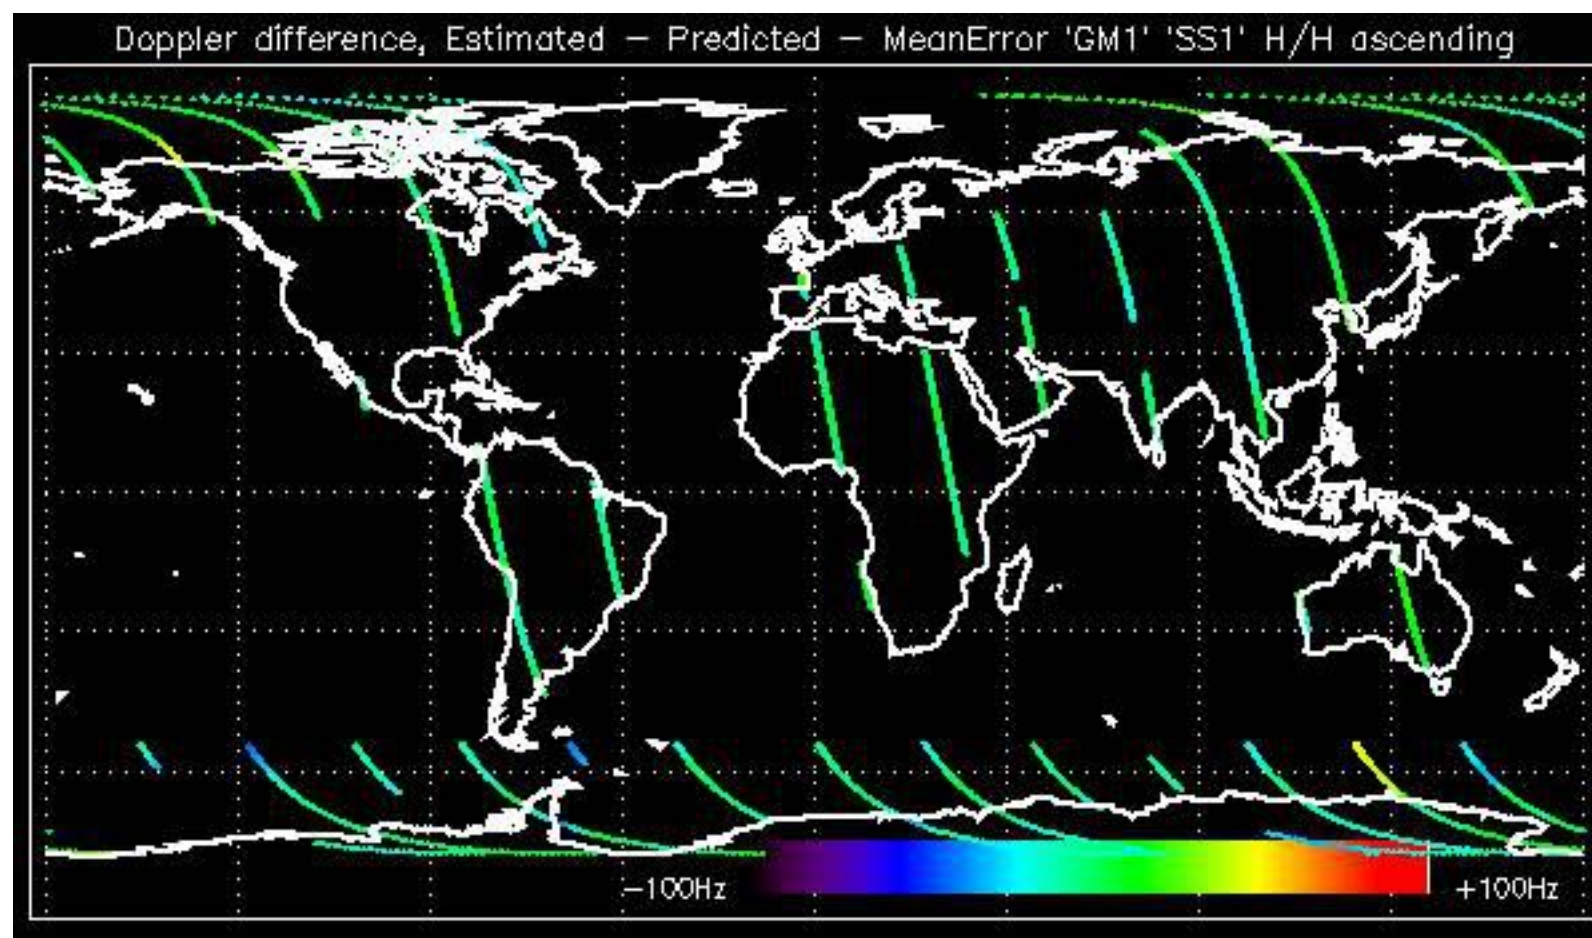 Doppler difference, Estimated — Predicted — MeanError 'GM1' 'SS1' H/H ascending
—100Hz
+100Hz